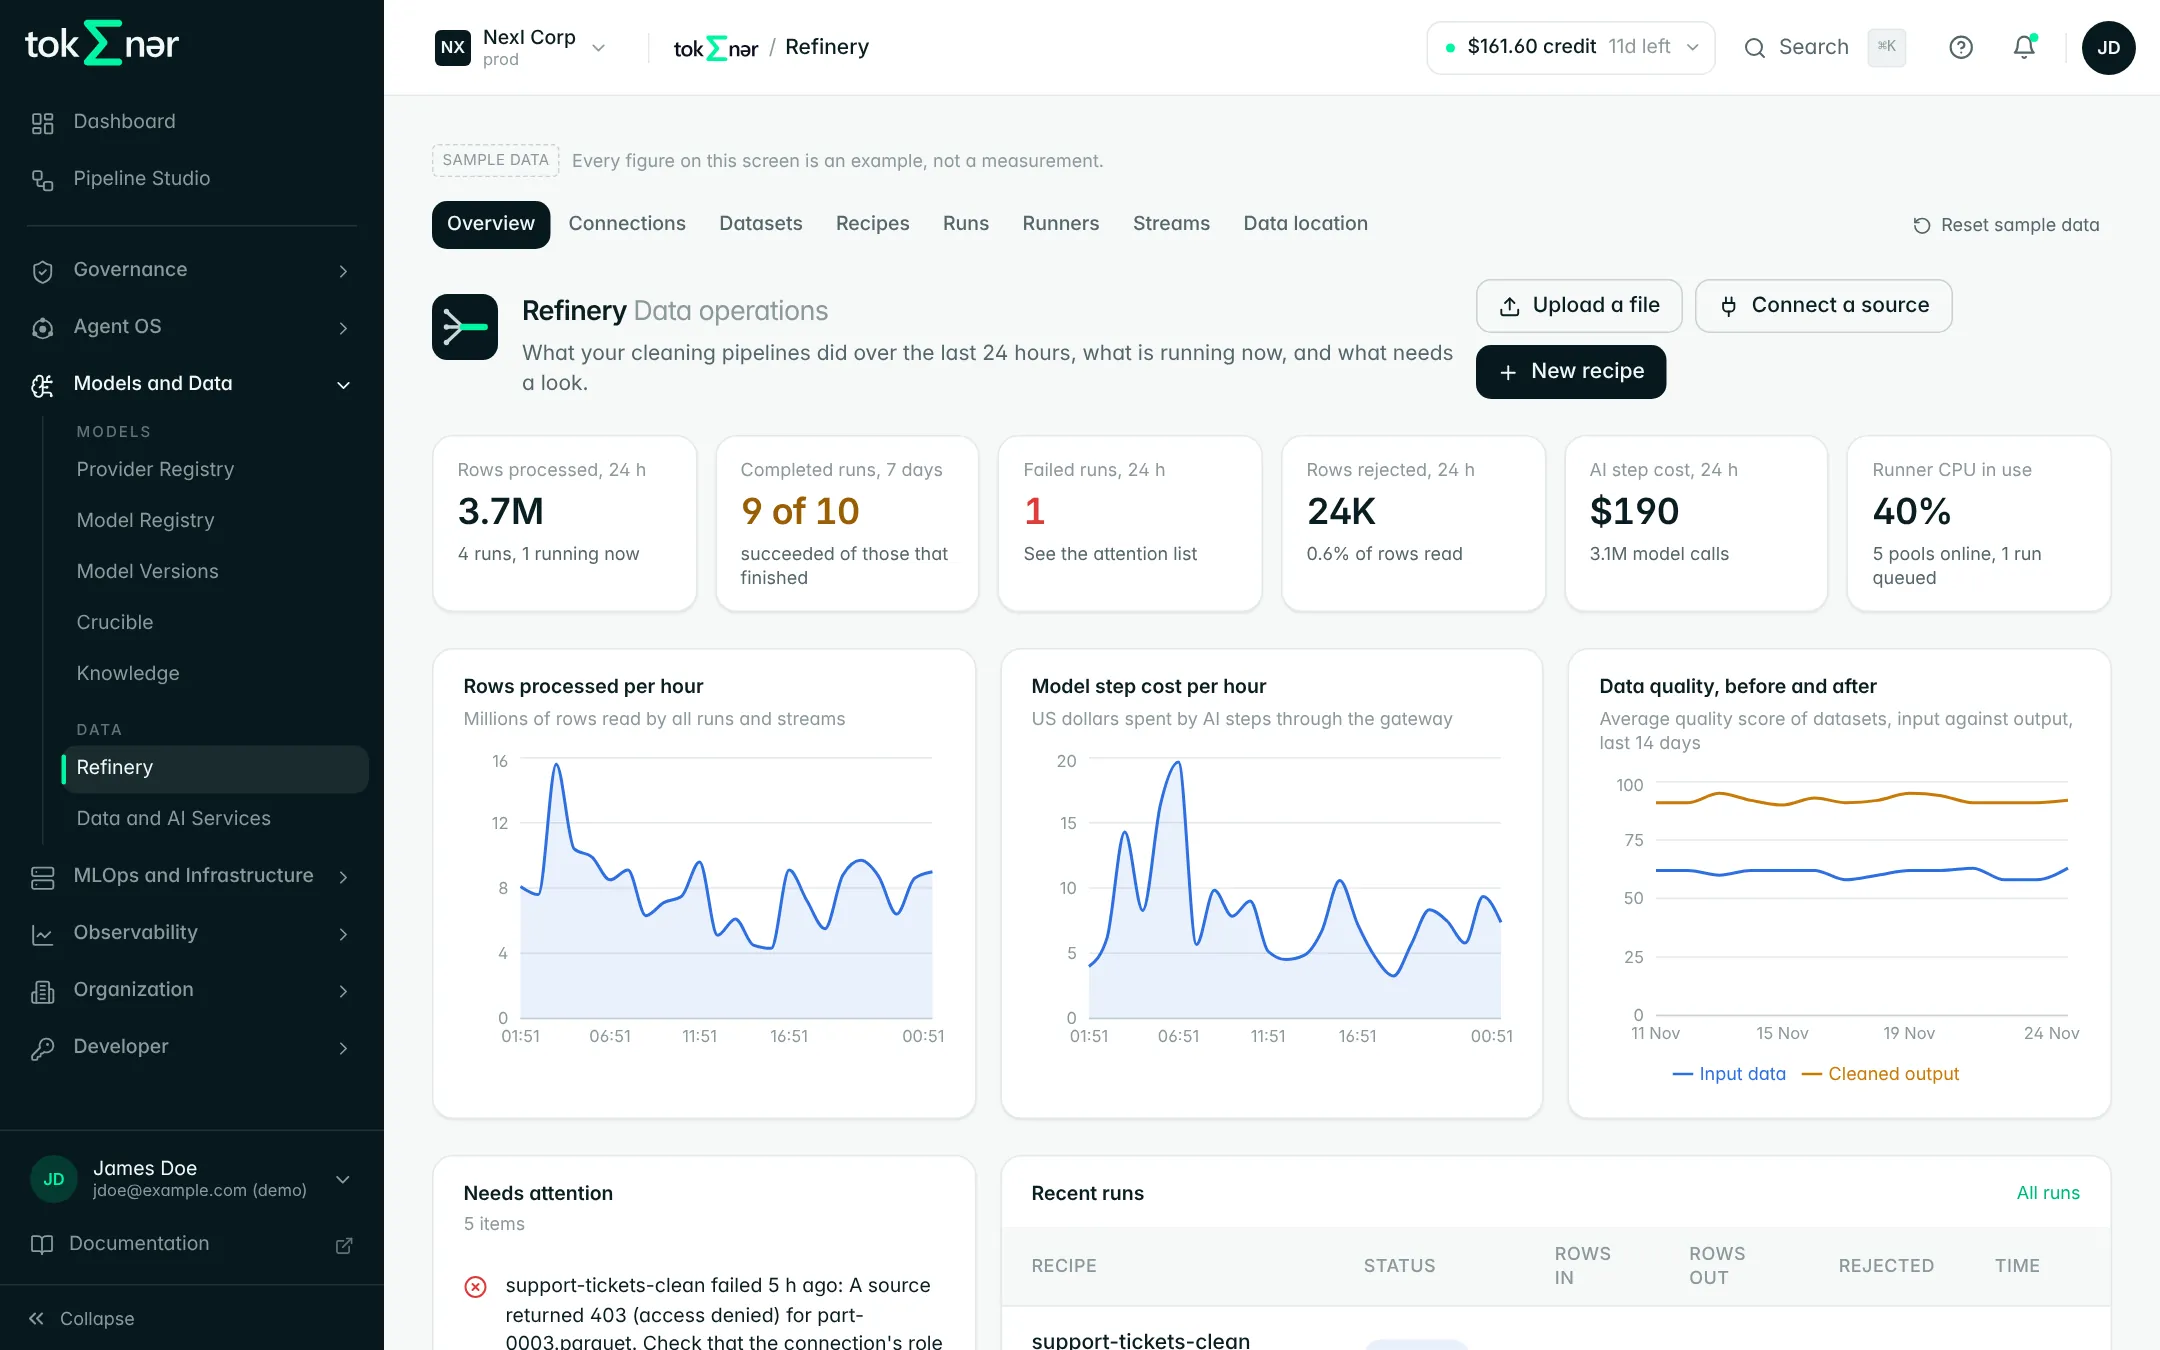 tokΣnər
Dashboard
Pipeline Studio
Governance
Agent OS
Models and Data
MODELS
Provider Registry
Model Registry
Model Versions
Crucible
Knowledge
DATA
Refinery
Data and AI Services
MLOps and Infrastructure
Observability
Organization
Developer
JD
James Doe
jdoe@example.com (demo)
Documentation
Collapse
NX
Nexl Corp
prod
tokΣnər / Refinery
$161.60 credit 11d left
Search ⌘K
JD
SAMPLE DATA Every figure on this screen is an example, not a measurement.
Overview Connections Datasets Recipes Runs Runners Streams Data location
Reset sample data
Refinery Data operations
What your cleaning pipelines did over the last 24 hours, what is running now, and what needs
a look.
Upload a file
Connect a source
New recipe
Rows processed, 24 h
3.7M
4 runs, 1 running now
Completed runs, 7 days
9 of 10
succeeded of those that
finished
Failed runs, 24 h
1
See the attention list
Rows rejected, 24 h
24K
0.6% of rows read
AI step cost, 24 h
$190
3.1M model calls
Runner CPU in use
40%
5 pools online, 1 run
queued
Rows processed per hour
Millions of rows read by all runs and streams
16
12
8
4
0
01:51 06:51 11:51 16:51 00:51
Model step cost per hour
US dollars spent by AI steps through the gateway
20
15
10
5
0
01:51 06:51 11:51 16:51 00:51
Data quality, before and after
Average quality score of datasets, input against output,
last 14 days
100
75
50
25
0
11 Nov 15 Nov 19 Nov 24 Nov
Input data Cleaned output
Needs attention
5 items
support-tickets-clean failed 5 h ago: A source
returned 403 (access denied) for part-
0003.parquet. Check that the connection's role
Recent runs
All runs
RECIPE STATUS ROWS IN ROWS OUT REJECTED TIME
support-tickets-clean